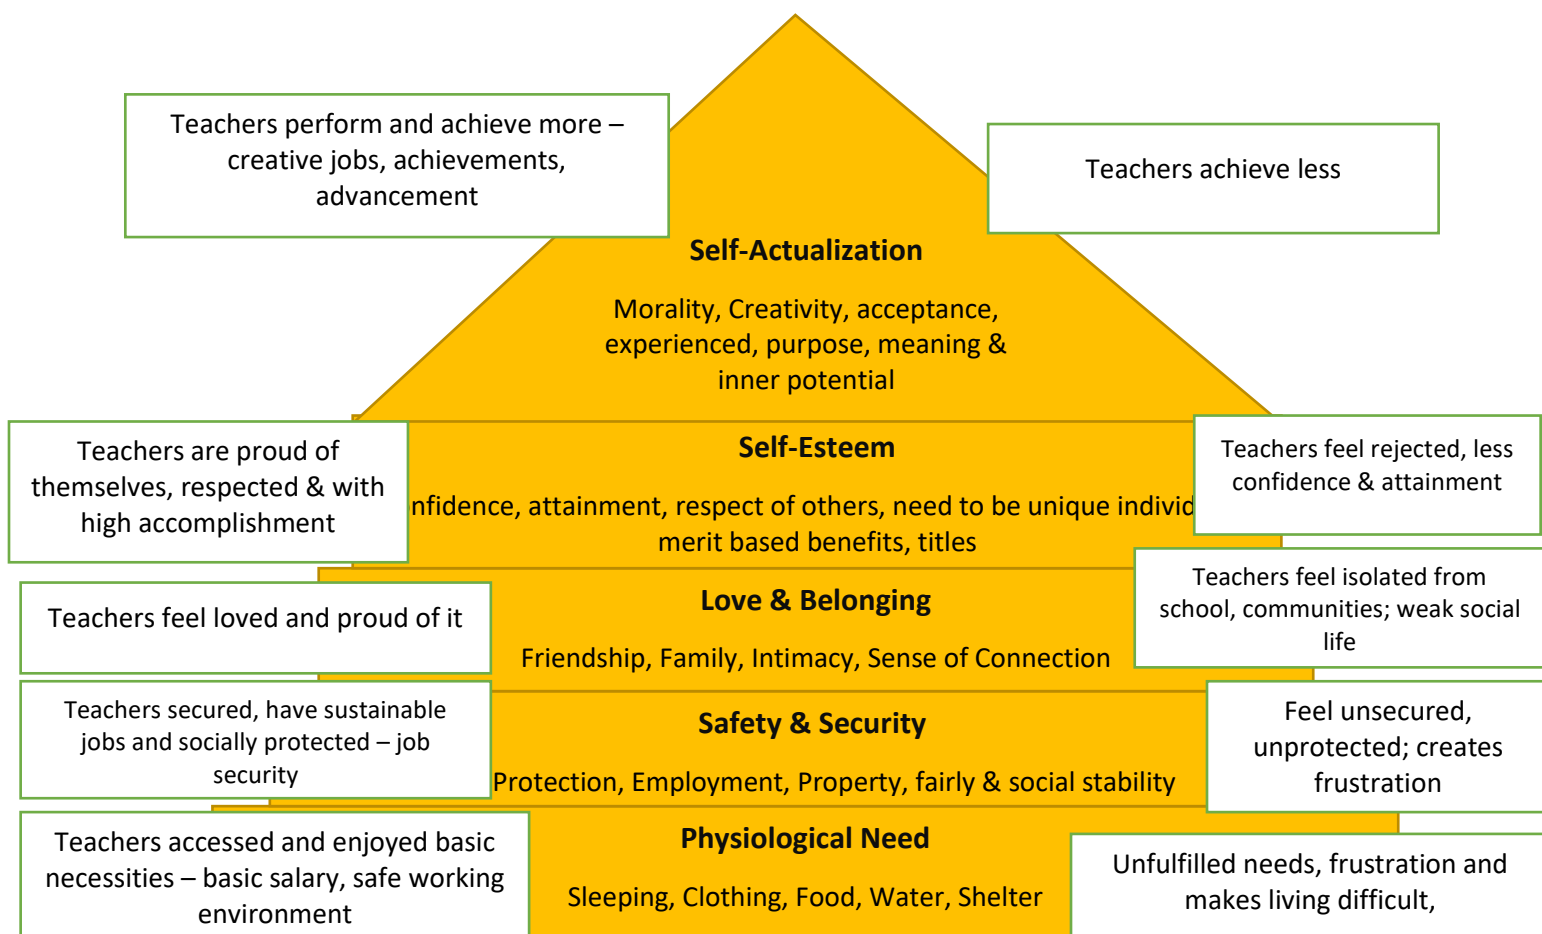 Teachers perform and achieve more –
creative jobs, achievements,
advancement
Teachers achieve less
Self-Actualization
Morality, Creativity, acceptance,
experienced, purpose, meaning &
inner potential
Teachers are proud of
themselves, respected & with
high accomplishment
Self-Esteem
nfidence, attainment, respect of others, need to be unique individ
merit based benefits, titles
Teachers feel rejected, less
confidence & attainment
Teachers feel loved and proud of it
Love & Belonging
Friendship, Family, Intimacy, Sense of Connection
Teachers feel isolated from
school, communities; weak social
life
Teachers secured, have sustainable
jobs and socially protected – job
security
Safety & Security
Protection, Employment, Property, fairly & social stability
Feel unsecured,
unprotected; creates
frustration
Teachers accessed and enjoyed basic
necessities – basic salary, safe working
environment
Physiological Need
Sleeping, Clothing, Food, Water, Shelter
Unfulfilled needs, frustration and
makes living difficult,